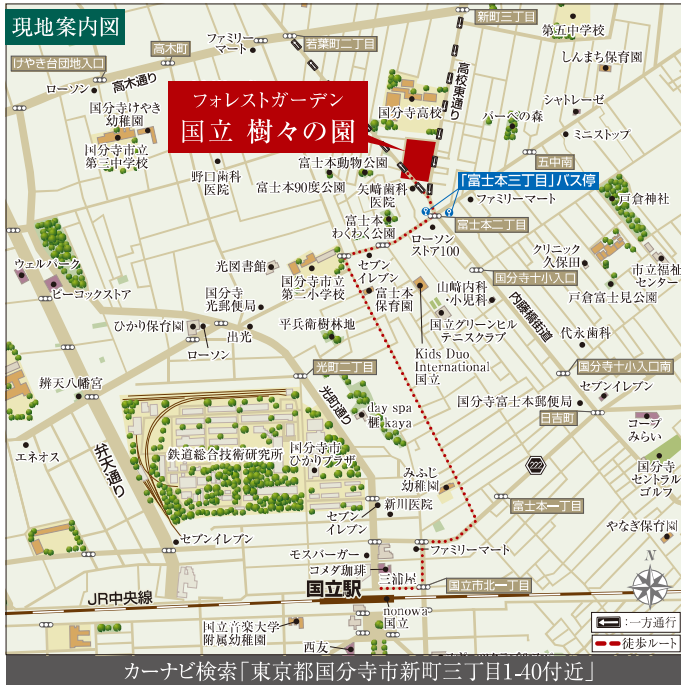 現地案内図
新町三丁目
第五中学校
ファミリー
マート
若葉町二丁目
高木町
けやき台団地入口
高木通り
しんまち保育園
ローソン
国分寺けやき
幼稚園
フォレストガーデン
国立 樹々の園
国分寺高校
高校東通り
シャトレーゼ
バーベの森
ミニストップ
国分寺市立
第三中学校
野口歯科
医院
富士本動物公園
富士本90度公園
矢﨑歯科
医院
五中南
「富士本三丁目」バス停
ファミリーマート
戸倉神社
富士本二丁目
富士本
わくわく公園
ローソン
ストア100
ウェルパーク
ピーコックストア
光図書館
国分寺市立
第二小学校
セブン
イレブン
富士本
保育園
クリニック
久保田
市立福祉
センター
国分寺十小入口
戸倉富士見公園
山﨑内科
・小児科
内藤橋街道
国分寺
光郵便局
平兵衛樹林地
国立グリーンヒル
テニスクラブ
代永歯科
ひかり保育園
ローソン
出光
Kids Duo
International
国立
光町二丁目
国分寺十小入口南
セブンイレブン
辨天八幡宮
光町通り
day spa
榧 kaya
国分寺富士本郵便局
日吉町
コープ
みらい
エネオス
弁天通り
鉄道総合技術研究所
国分寺市
ひかりプラザ
みふじ
幼稚園
国分寺
セントラル
ゴルフ
富士本一丁目
セブン
イレブン
新川医院
やなぎ保育園
セブンイレブン
モスバーガー
ファミリーマート
コメダ珈琲
三浦屋
国立駅
国立市北一丁目
N
JR中央線
nonowa
国立
国立音楽大学
附属幼稚園
西友
:一方通行
:徒歩ルート
カーナビ検索「東京都国分寺市新町三丁目1-40付近」